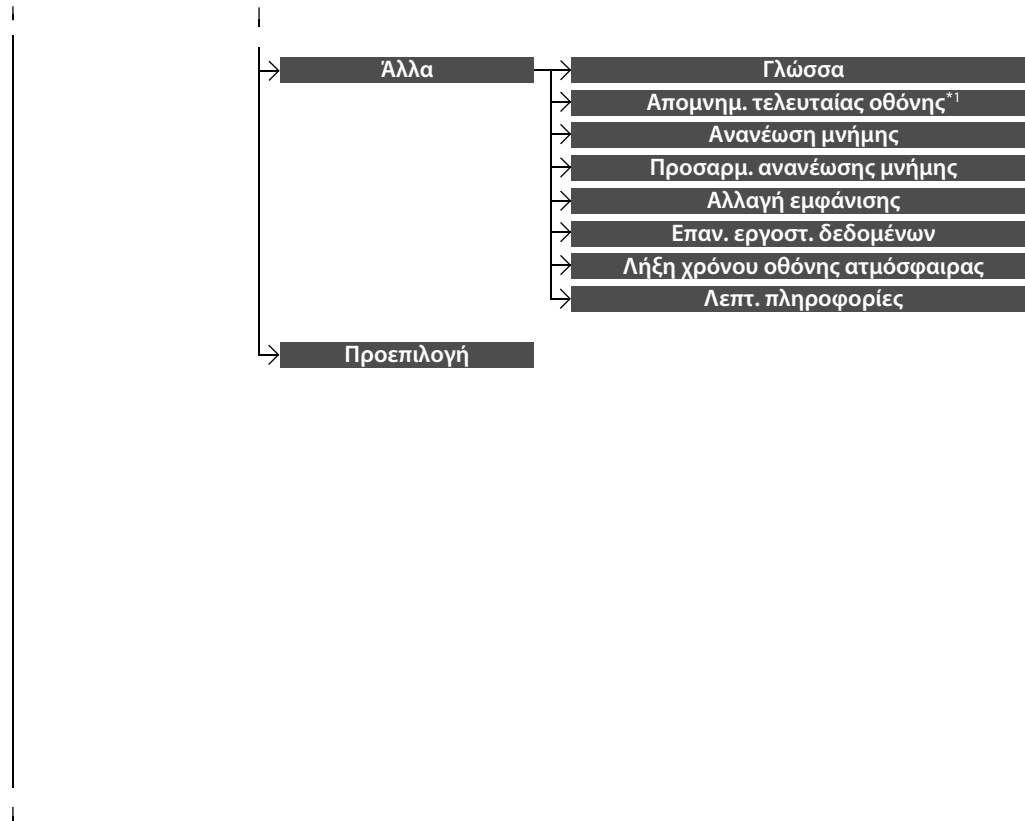 Άλλα
Γλώσσα
Απομνημ. τελευταίας οθόνης*1
Ανανέωση μνήμης
Προσαρμ. ανανέωσης μνήμης
Αλλαγή εμφάνισης
Επαν. εργοστ. δεδομένων
Λήξη χρόνου οθόνης ατμόσφαιρας
Λεπτ. πληροφορίες
Προεπιλογή